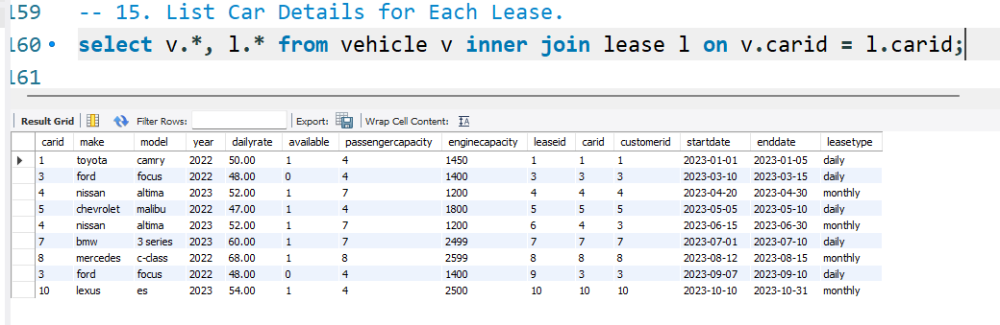 159 -- 15. List Car Details for Each Lease.
160 select v.*, l.* from vehicle v inner join lease l on v.carid = l.carid;
161
Result Grid Filter Rows: Export: Wrap Cell Content:
carid make model year dailyrate available passengercapacity enginecapacity leaseid carid customerid startdate enddate leasetype
1 toyota camry 2022 50.00 1 4 1450 1 1 1 2023-01-01 2023-01-05 daily
3 ford focus 2022 48.00 0 4 1400 3 3 3 2023-03-10 2023-03-15 daily
4 nissan altima 2023 52.00 1 7 1200 4 4 4 2023-04-20 2023-04-30 monthly
5 chevrolet malibu 2022 47.00 1 4 1800 5 5 5 2023-05-05 2023-05-10 daily
4 nissan altima 2023 52.00 1 7 1200 6 4 3 2023-06-15 2023-06-30 monthly
7 bmw 3 series 2023 60.00 1 7 2499 7 7 7 2023-07-01 2023-07-10 daily
8 mercedes c-class 2022 68.00 1 8 2599 8 8 8 2023-08-12 2023-08-15 monthly
3 ford focus 2022 48.00 0 4 1400 9 3 3 2023-09-07 2023-09-10 daily
10 lexus es 2023 54.00 1 4 2500 10 10 10 2023-10-10 2023-10-31 monthly